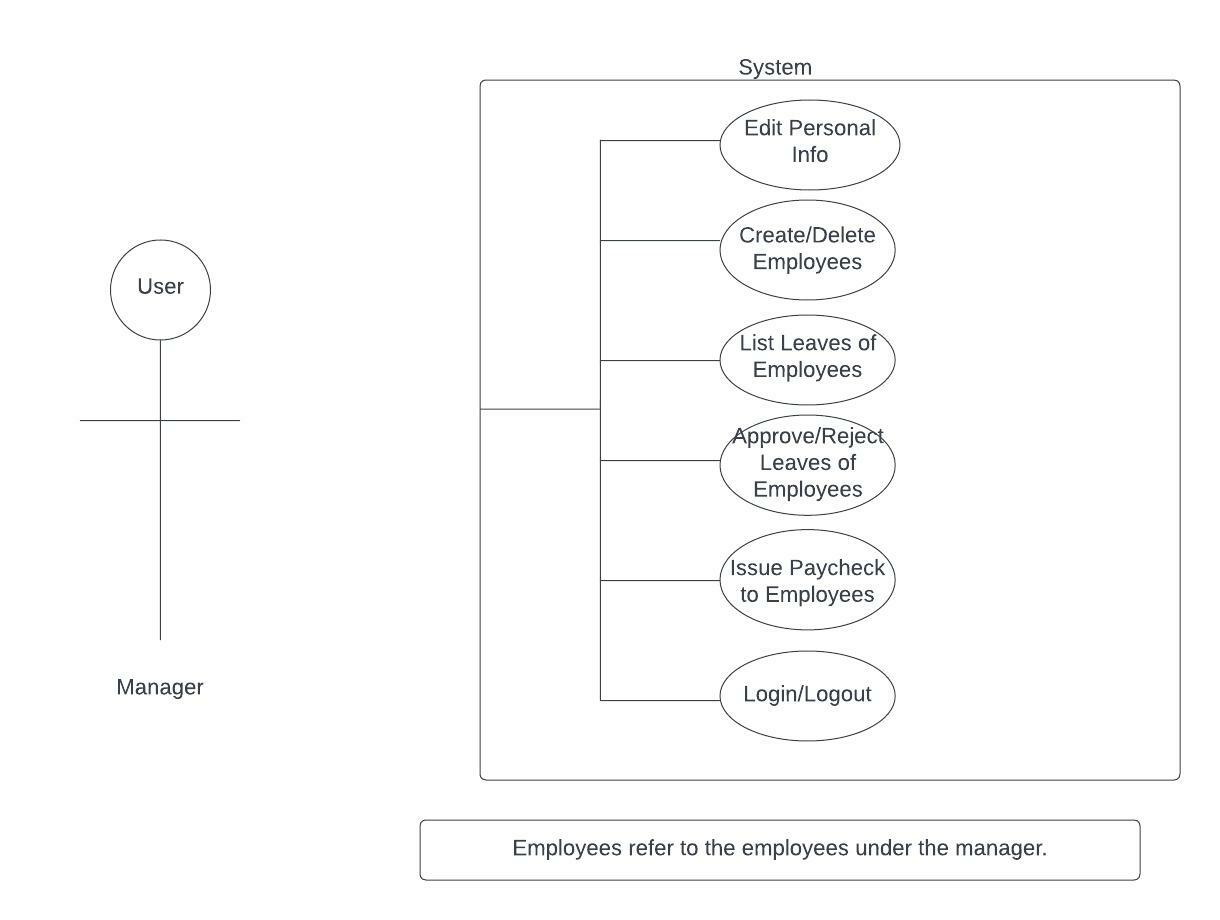 System
Edit Personal
Info
Create/Delete
Employees
User
List Leaves of
Employees
Approve/Reject
Leaves of
Employees
Issue Paycheck
to Employees
Manager
Login/Logout
Employees refer to the employees under the manager.